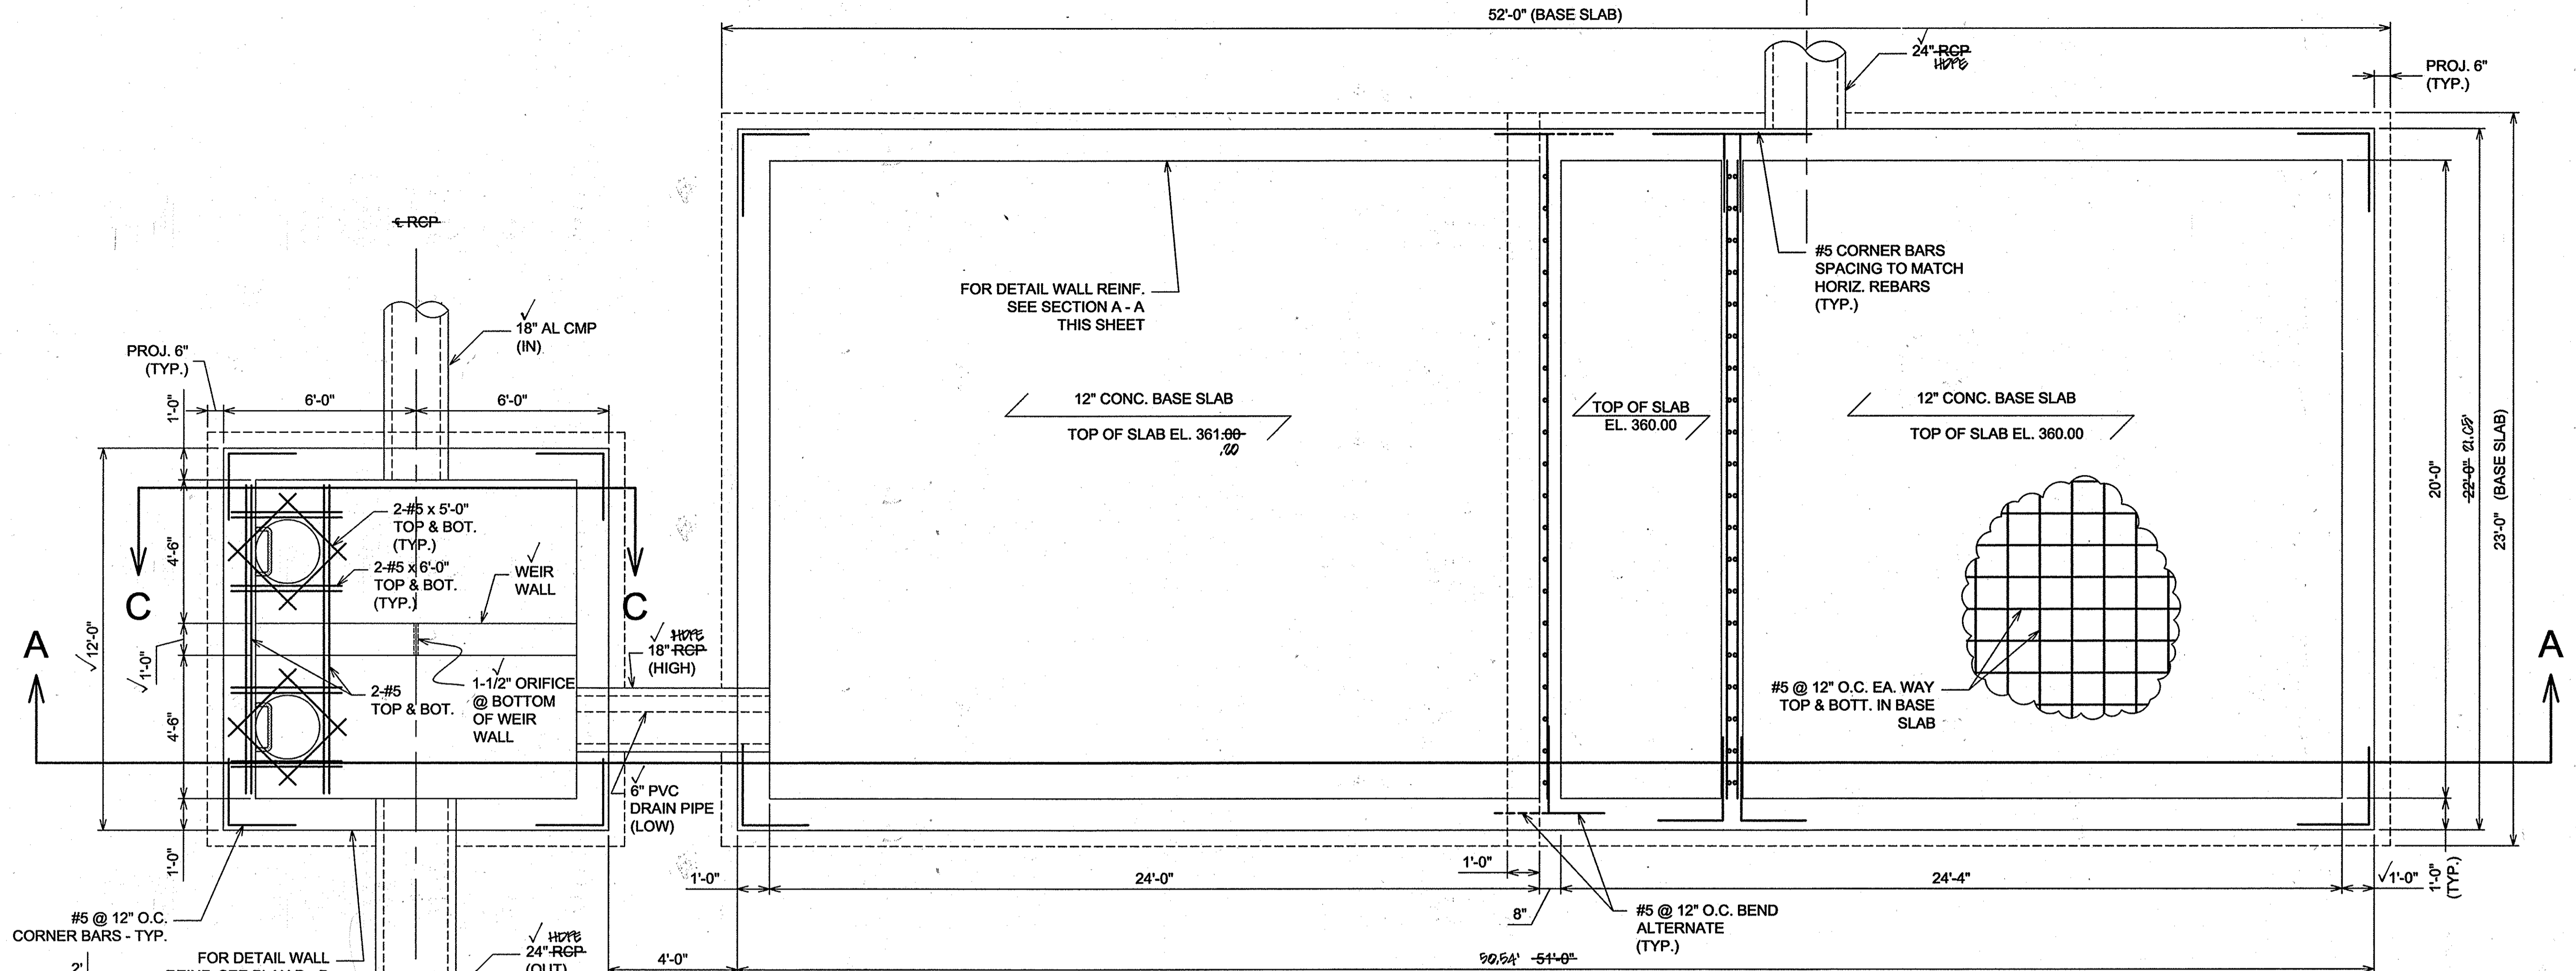 52'-0" (BASE SLAB)
24" RCP
HDPE
PROJ. 6"
(TYP.)
℄ RCP
18" AL CMP
(IN)
PROJ. 6"
(TYP.)
6'-0"
6'-0"
1'-0"
FOR DETAIL WALL REINF.
SEE SECTION A - A
THIS SHEET
#5 CORNER BARS
SPACING TO MATCH
HORIZ. REBARS
(TYP.)
12" CONC. BASE SLAB
TOP OF SLAB EL. 361.00
.20
TOP OF SLAB
EL. 360.00
12" CONC. BASE SLAB
TOP OF SLAB EL. 360.00
20'-0"
22'-0" 21.65'
23'-0" (BASE SLAB)
2-#5 x 5'-0"
TOP & BOT.
(TYP.)
2-#5 x 6'-0"
TOP & BOT.
(TYP.)
4'-6"
WEIR
WALL
C
C
A
A
12'-0"
1'-0"
HDPE
18" RCP
(HIGH)
1-1/2" ORIFICE
@ BOTTOM
OF WEIR
WALL
2-#5
TOP & BOT.
4'-6"
#5 @ 12" O.C. EA. WAY
TOP & BOTT. IN BASE
SLAB
6" PVC
DRAIN PIPE
(LOW)
1'-0"
1'-0"
24'-0"
1'-0"
8"
24'-4"
1'-0"
1'-0"
(TYP.)
#5 @ 12" O.C. BEND
ALTERNATE
(TYP.)
#5 @ 12" O.C.
CORNER BARS - TYP.
FOR DETAIL WALL
HDPE
24" RCP
(OUT)
2'
4'-0"
50.54' 51'-0"